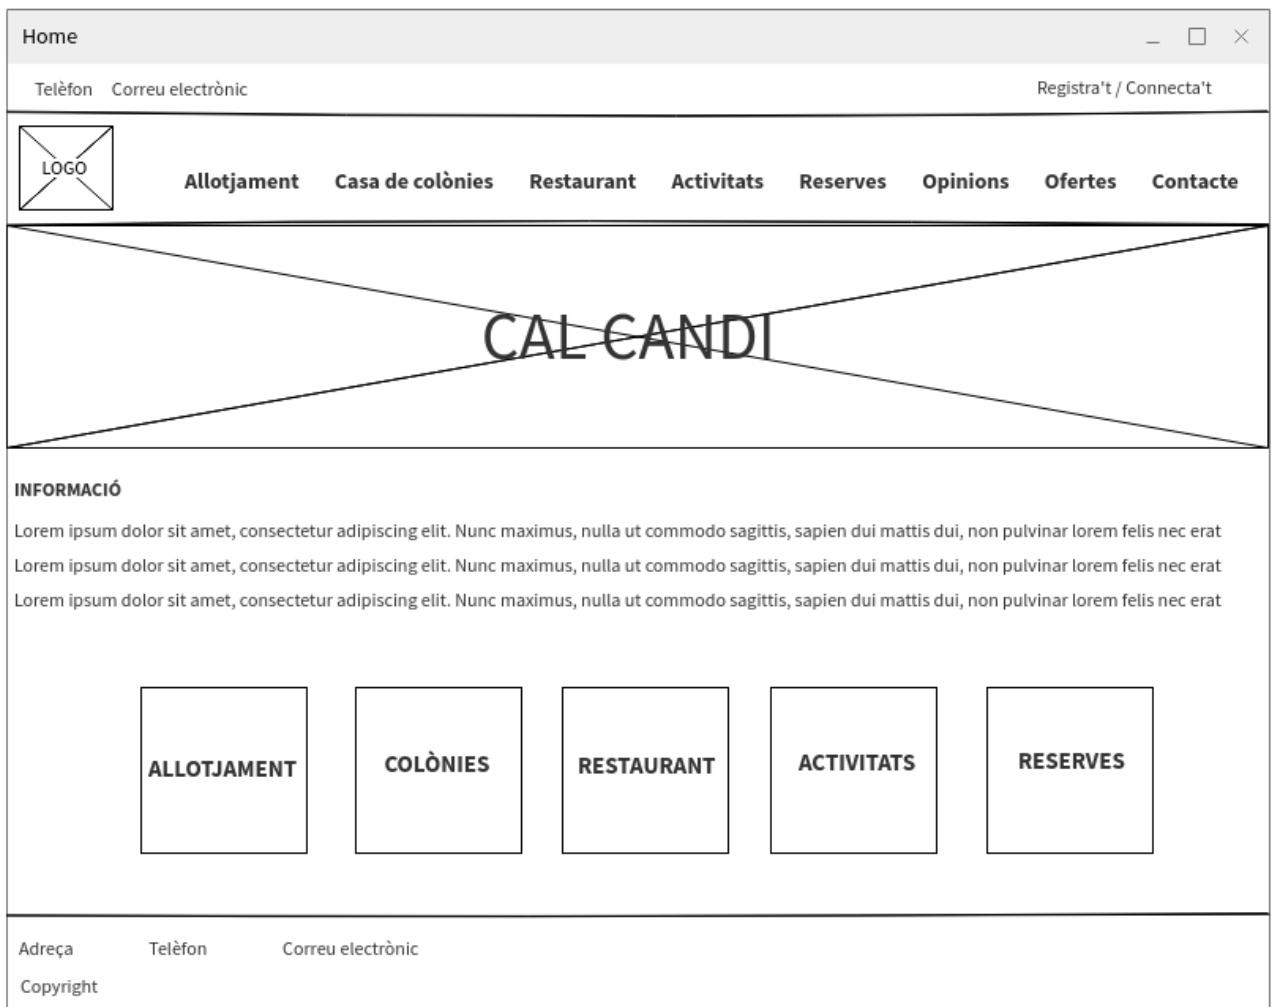 Home
Telèfon Correu electrònic Registra't / Connecta't
LOGO
Allotjament Casa de colònies Restaurant Activitats Reserves Opinions Ofertes Contacte
CAL CANDI
INFORMACIÓ
Lorem ipsum dolor sit amet, consectetur adipiscing elit. Nunc maximus, nulla ut commodo sagittis, sapien dui mattis dui, non pulvinar lorem felis nec erat
Lorem ipsum dolor sit amet, consectetur adipiscing elit. Nunc maximus, nulla ut commodo sagittis, sapien dui mattis dui, non pulvinar lorem felis nec erat
Lorem ipsum dolor sit amet, consectetur adipiscing elit. Nunc maximus, nulla ut commodo sagittis, sapien dui mattis dui, non pulvinar lorem felis nec erat
ALLOTJAMENT COLÒNIES RESTAURANT ACTIVITATS RESERVES
Adreça Telèfon Correu electrònic
Copyright